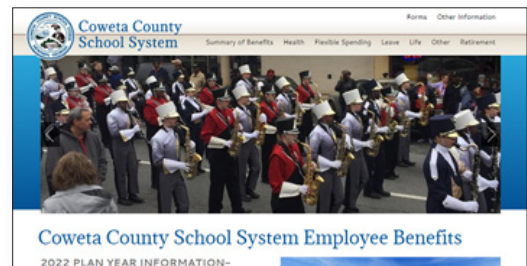 Forms Other Information
Coweta County
School System
Summary of Benefits Health Flexible Spending Leave Life Other Retirement
Coweta County School System Employee Benefits
2022 PLAN YEAR INFORMATION–